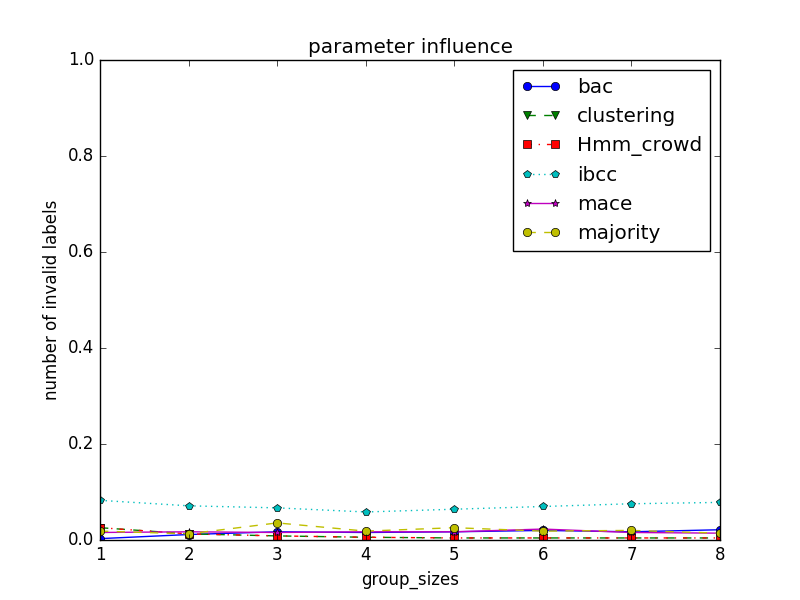 parameter influence
1.0
0.8
0.6
0.4
0.2
0.0
number of invalid labels
bac
clustering
Hmm_crowd
ibcc
mace
majority
1 2 3 4 5 6 7 8
group_sizes